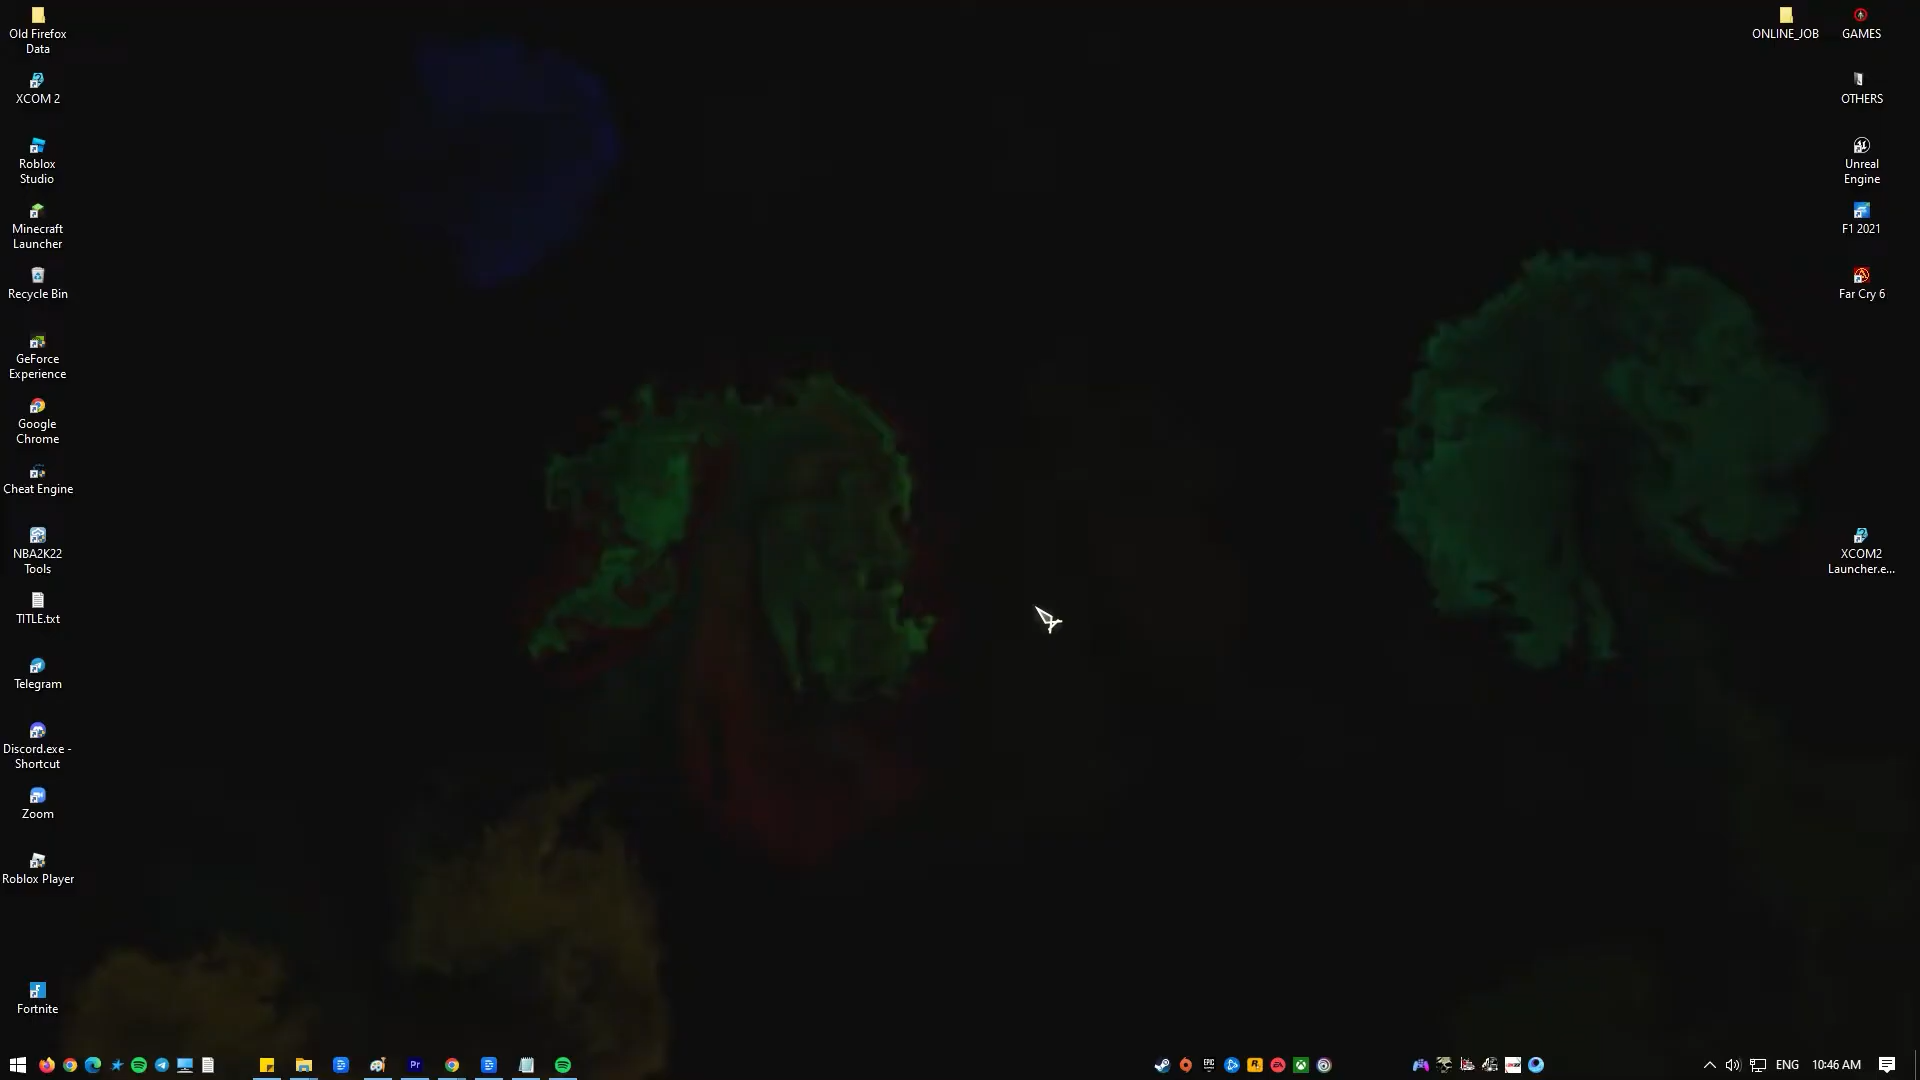 Old Firefox
Data
XCOM 2
Roblox
Studio
Minecraft
Launcher
Recycle Bin
GeForce
Experience
Google
Chrome
Cheat Engine
NBA2K22
Tools
TITLE.txt
Telegram
Discord.exe -
Shortcut
Zoom
Roblox Player
Fortnite
ONLINE_JOB
GAMES
OTHERS
Unreal
Engine
F1 2021
Far Cry 6
XCOM2
Launcher.e...
Pr
EPIC
ENG
10:46 AM